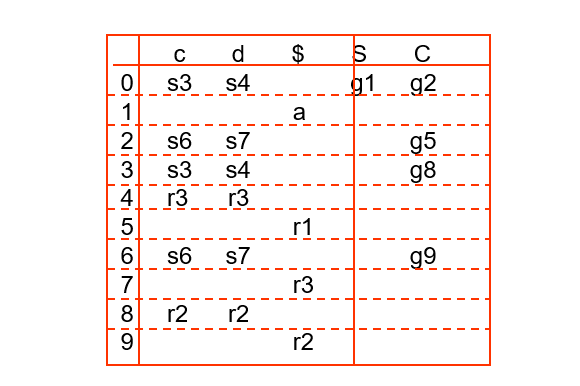 c d $ S C
0 s3 s4 g1 g2
1 a
2 s6 s7 g5
3 s3 s4 g8
4 r3 r3
5 r1
6 s6 s7 g9
7 r3
8 r2 r2
9 r2